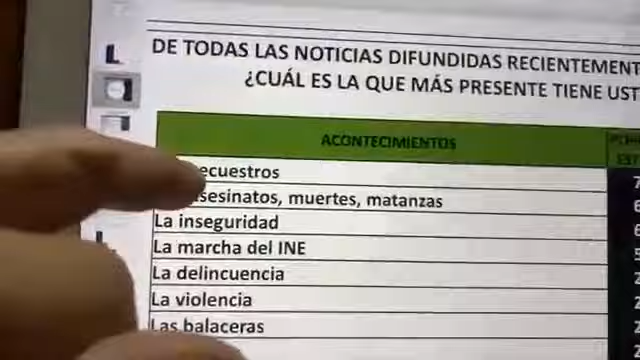 DE TODAS LAS NOTICIAS DIFUNDIDAS RECIENTEMENT
¿CUÁL ES LA QUE MÁS PRESENTE TIENE UST
ACONTECIMIENTOS
ecuestros
sesinatos, muertes, matanzas
La inseguridad
La marcha del INE
La delincuencia
La violencia
Las balaceras